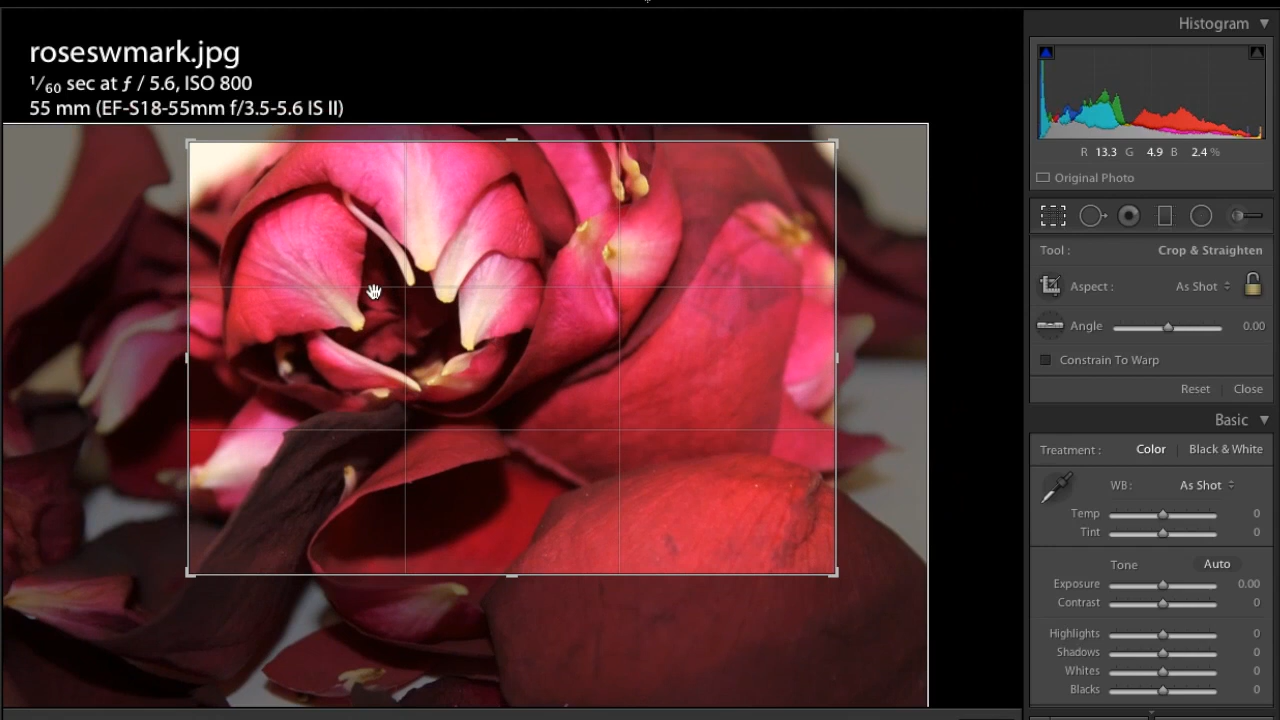 roseswmark.jpg
1/60 sec at ƒ / 5.6, ISO 800
55 mm (EF-S18-55mm f/3.5-5.6 IS II)
Histogram
R 13.3 G 4.9 B 2.4 %
Original Photo
Tool : Crop & Straighten
Aspect : As Shot
Angle 0.00
Constrain To Warp
Reset Close
Basic
Treatment : Color Black & White
WB : As Shot
Temp 0
Tint 0
Tone Auto
Exposure 0.00
Contrast 0
Highlights 0
Shadows 0
Whites 0
Blacks 0